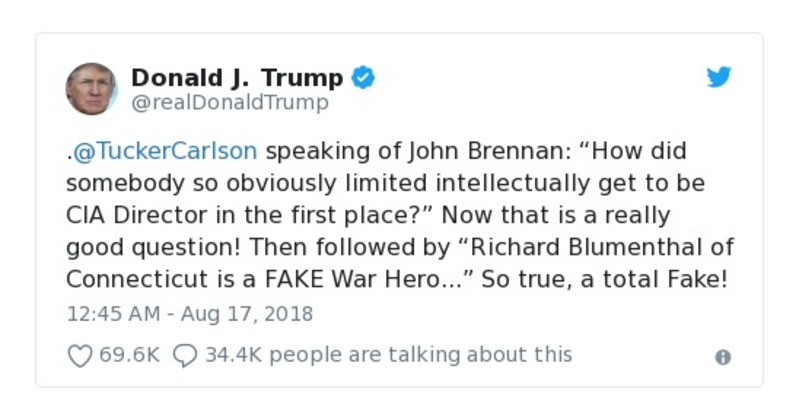 Donald J. Trump
@realDonaldTrump
.@TuckerCarlson speaking of John Brennan: “How did
somebody so obviously limited intellectually get to be
CIA Director in the first place?” Now that is a really
good question! Then followed by “Richard Blumenthal of
Connecticut is a FAKE War Hero...” So true, a total Fake!
12:45 AM - Aug 17, 2018
69.6K 34.4K people are talking about this